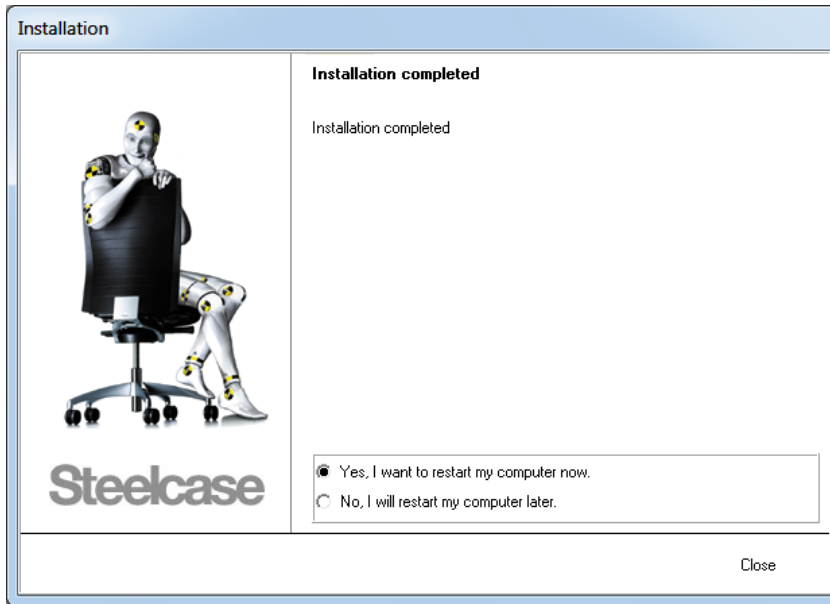 Installation
Installation completed
Installation completed
Steelcase
Yes, I want to restart my computer now.
No, I will restart my computer later.
Close